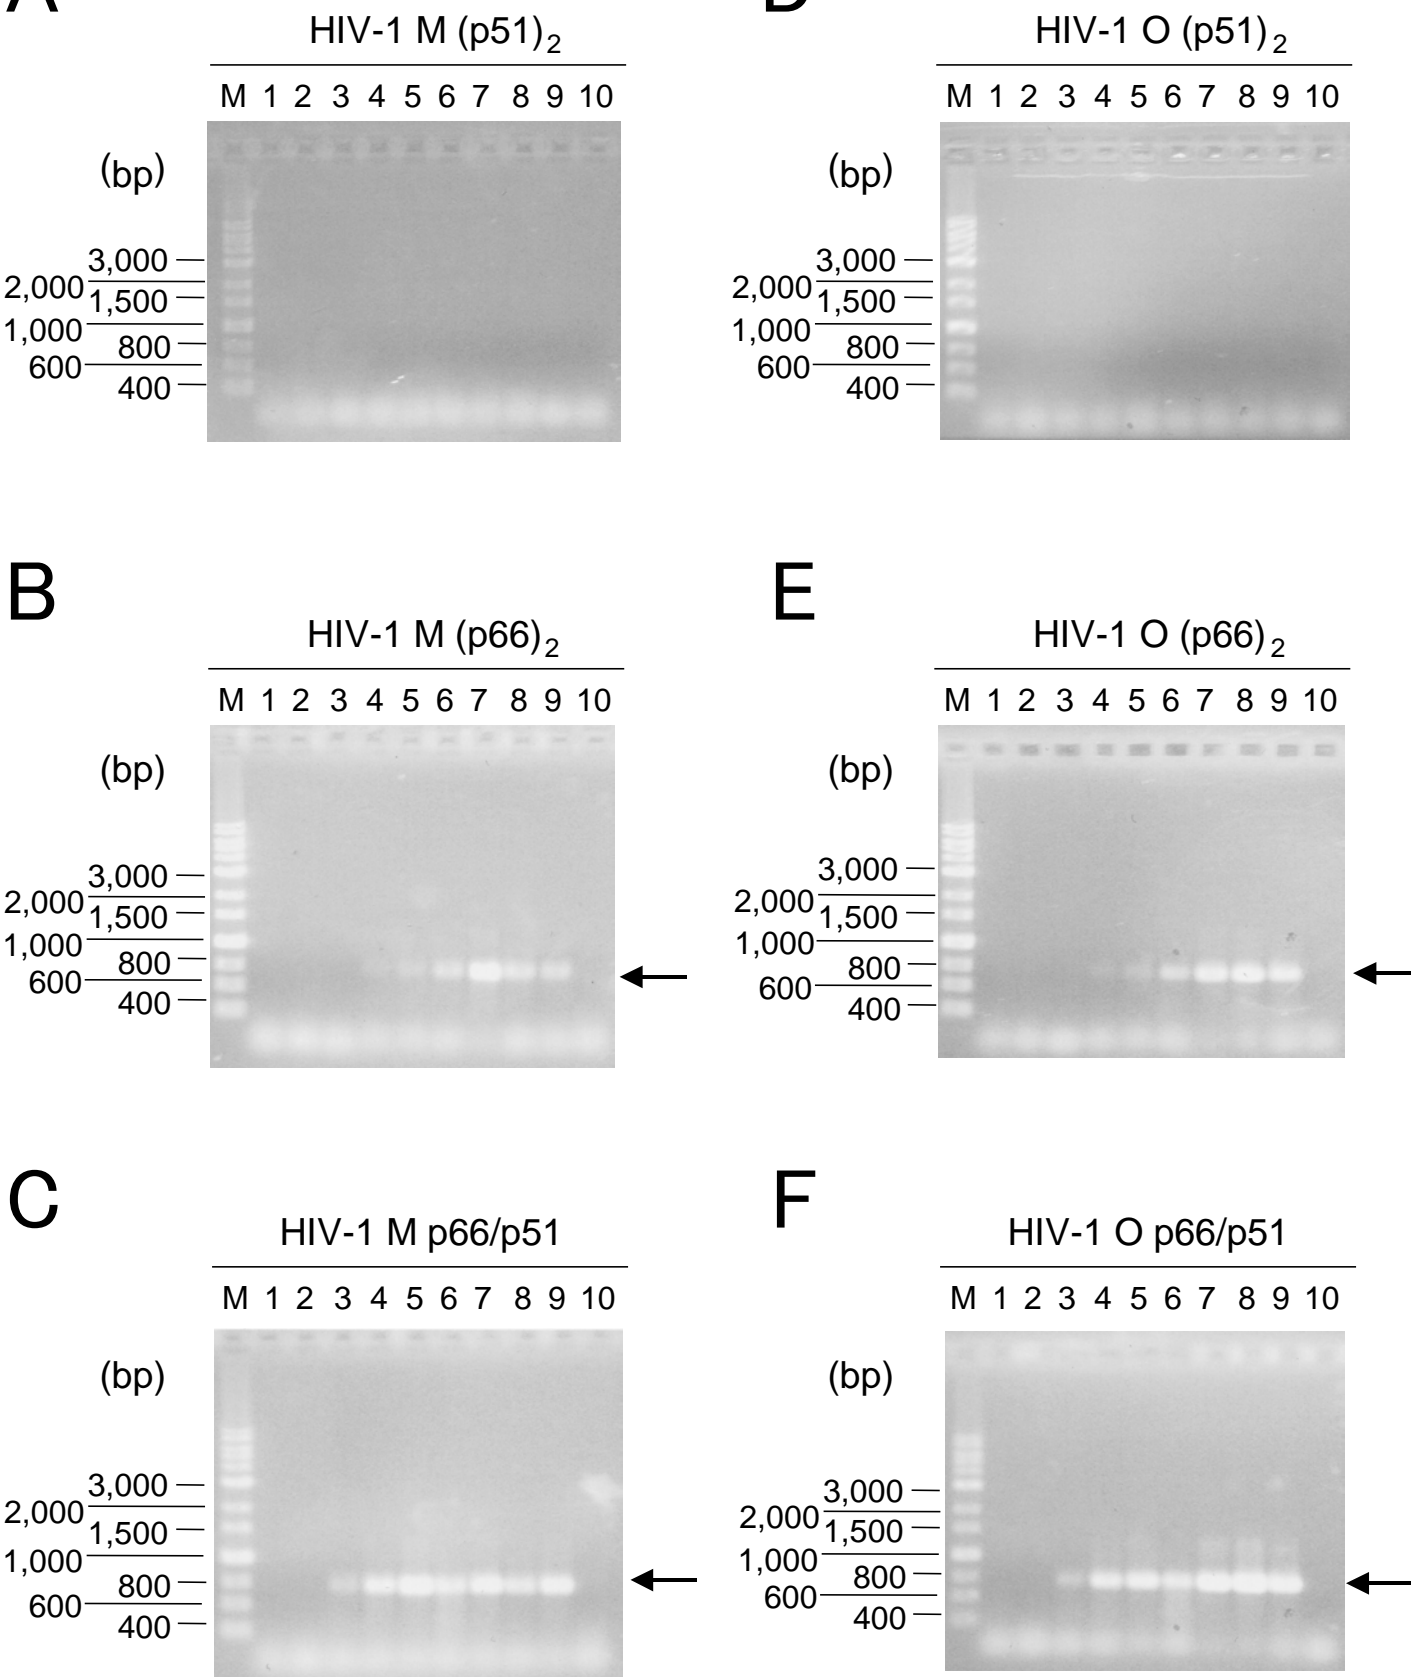 A
HIV-1 M (p51)2
M 1 2 3 4 5 6 7 8 9 10
(bp)
3,000
2,000
1,500
1,000
800
600
400
D
HIV-1 O (p51)2
M 1 2 3 4 5 6 7 8 9 10
(bp)
3,000
2,000
1,500
1,000
800
600
400
B
HIV-1 M (p66)2
M 1 2 3 4 5 6 7 8 9 10
(bp)
3,000
2,000
1,500
1,000
800
600
400
E
HIV-1 O (p66)2
M 1 2 3 4 5 6 7 8 9 10
(bp)
3,000
2,000
1,500
1,000
800
600
400
C
HIV-1 M p66/p51
M 1 2 3 4 5 6 7 8 9 10
(bp)
3,000
2,000
1,500
1,000
800
600
400
F
HIV-1 O p66/p51
M 1 2 3 4 5 6 7 8 9 10
(bp)
3,000
2,000
1,500
1,000
800
600
400